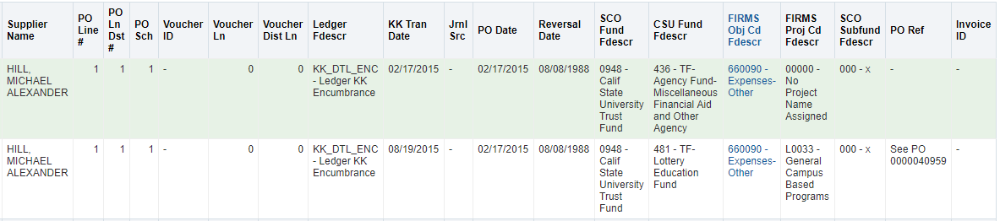 Supplier Name | PO Line # | PO Ln Dst # | PO Sch | Voucher ID | Voucher Ln | Voucher Dist Ln | Ledger Fdescr | KK Tran Date | Jrnl Src | PO Date | Reversal Date | SCO Fund Fdescr | CSU Fund Fdescr | FIRMS Obj Cd Fdescr | FIRMS Proj Cd Fdescr | SCO Subfund Fdescr | PO Ref | Invoice ID
HILL, MICHAEL ALEXANDER | 1 | 1 | 1 | - | 0 | 0 | KK_DTL_ENC - Ledger KK Encumbrance | 02/17/2015 | - | 02/17/2015 | 08/08/1988 | 0948 - Calif State University Trust Fund | 436 - TF-Agency Fund-Miscellaneous Financial Aid and Other Agency | 660090 - Expenses-Other | 00000 - No Project Name Assigned | 000 - x | - | -
HILL, MICHAEL ALEXANDER | 1 | 1 | 1 | - | 0 | 0 | KK_DTL_ENC - Ledger KK Encumbrance | 08/19/2015 | - | 02/17/2015 | 08/08/1988 | 0948 - Calif State University Trust Fund | 481 - TF-Lottery Education Fund | 660090 - Expenses-Other | L0033 - General Campus Based Programs | 000 - x | See PO 0000040959 | -